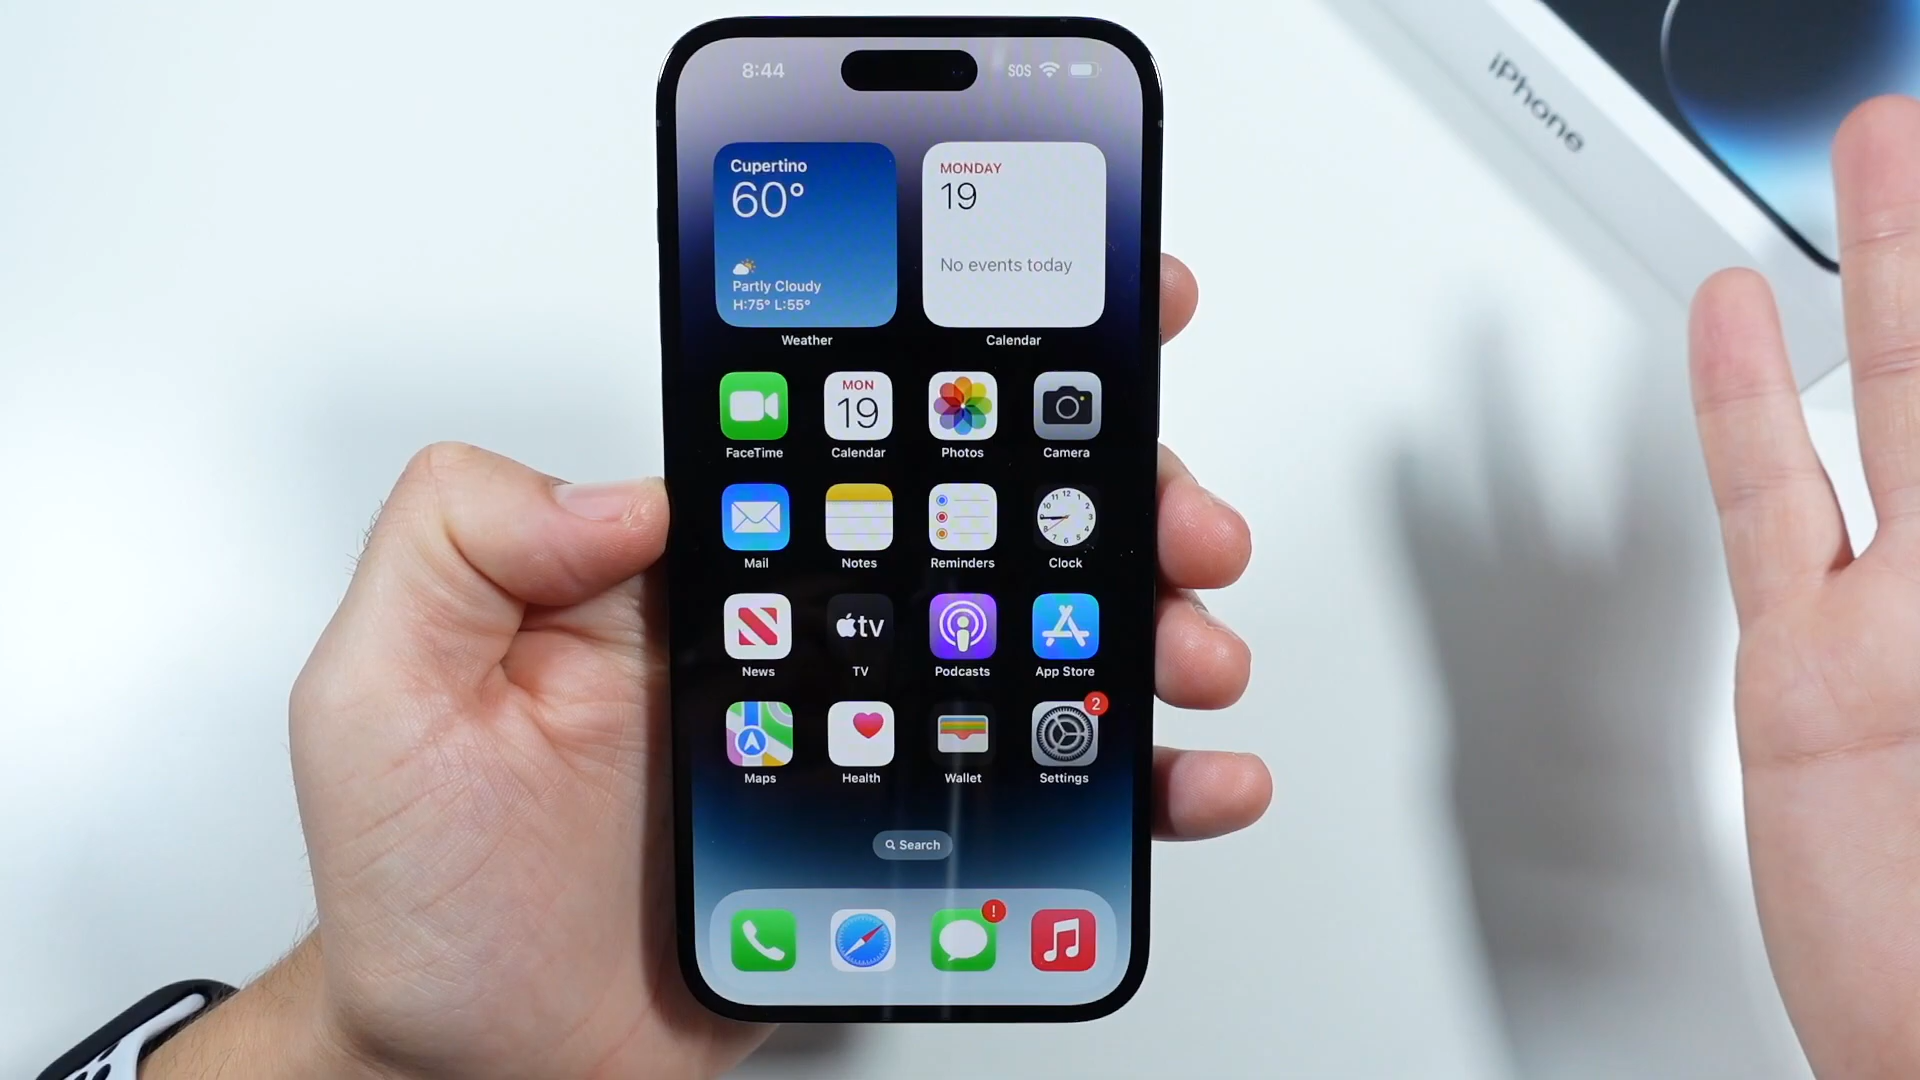 iPhone
8:44
SOS
Cupertino
60°
Partly Cloudy
H:75° L:55°
Weather
MONDAY
19
No events today
Calendar
FaceTime
MON
19
Calendar
Photos
Camera
Mail
Notes
Reminders
Clock
News
tv
TV
Podcasts
App Store
Maps
Health
Wallet
2
Settings
Search
!